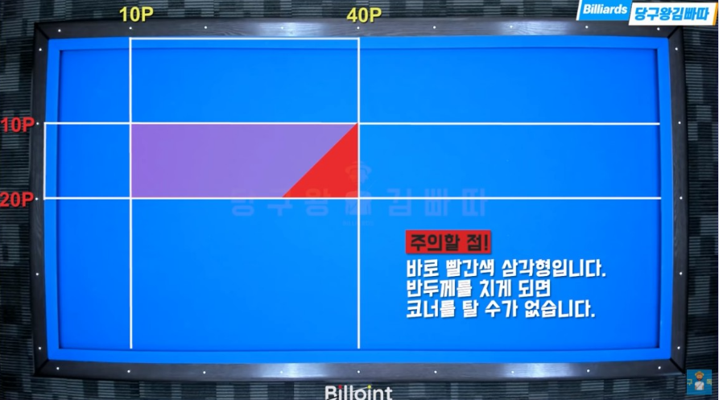 10P
40P
Billiards 당구왕김빠따
10P
20P
당구왕 김빠따
주의할 점!
바로 빨간색 삼각형입니다.
반두께를 치게 되면
코너를 탈 수가 없습니다.
Billoint